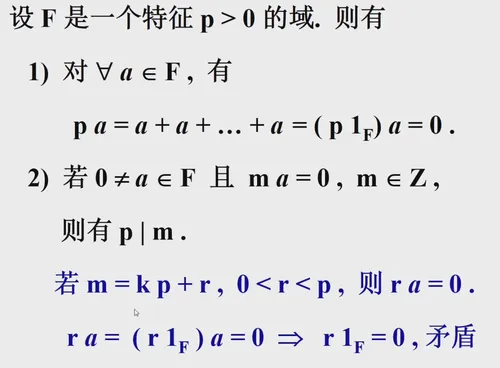 设 F 是一个特征 p > 0 的域. 则有
1) 对 ∀ a ∈ F , 有
p a = a + a + … + a = ( p 1_F) a = 0 .
2) 若 0 ≠ a ∈ F 且 m a = 0 , m ∈ Z ,
则有 p | m .
若 m = k p + r , 0 < r < p , 则 r a = 0 .
r a = ( r 1_F ) a = 0 ⇒ r 1_F = 0 , 矛盾